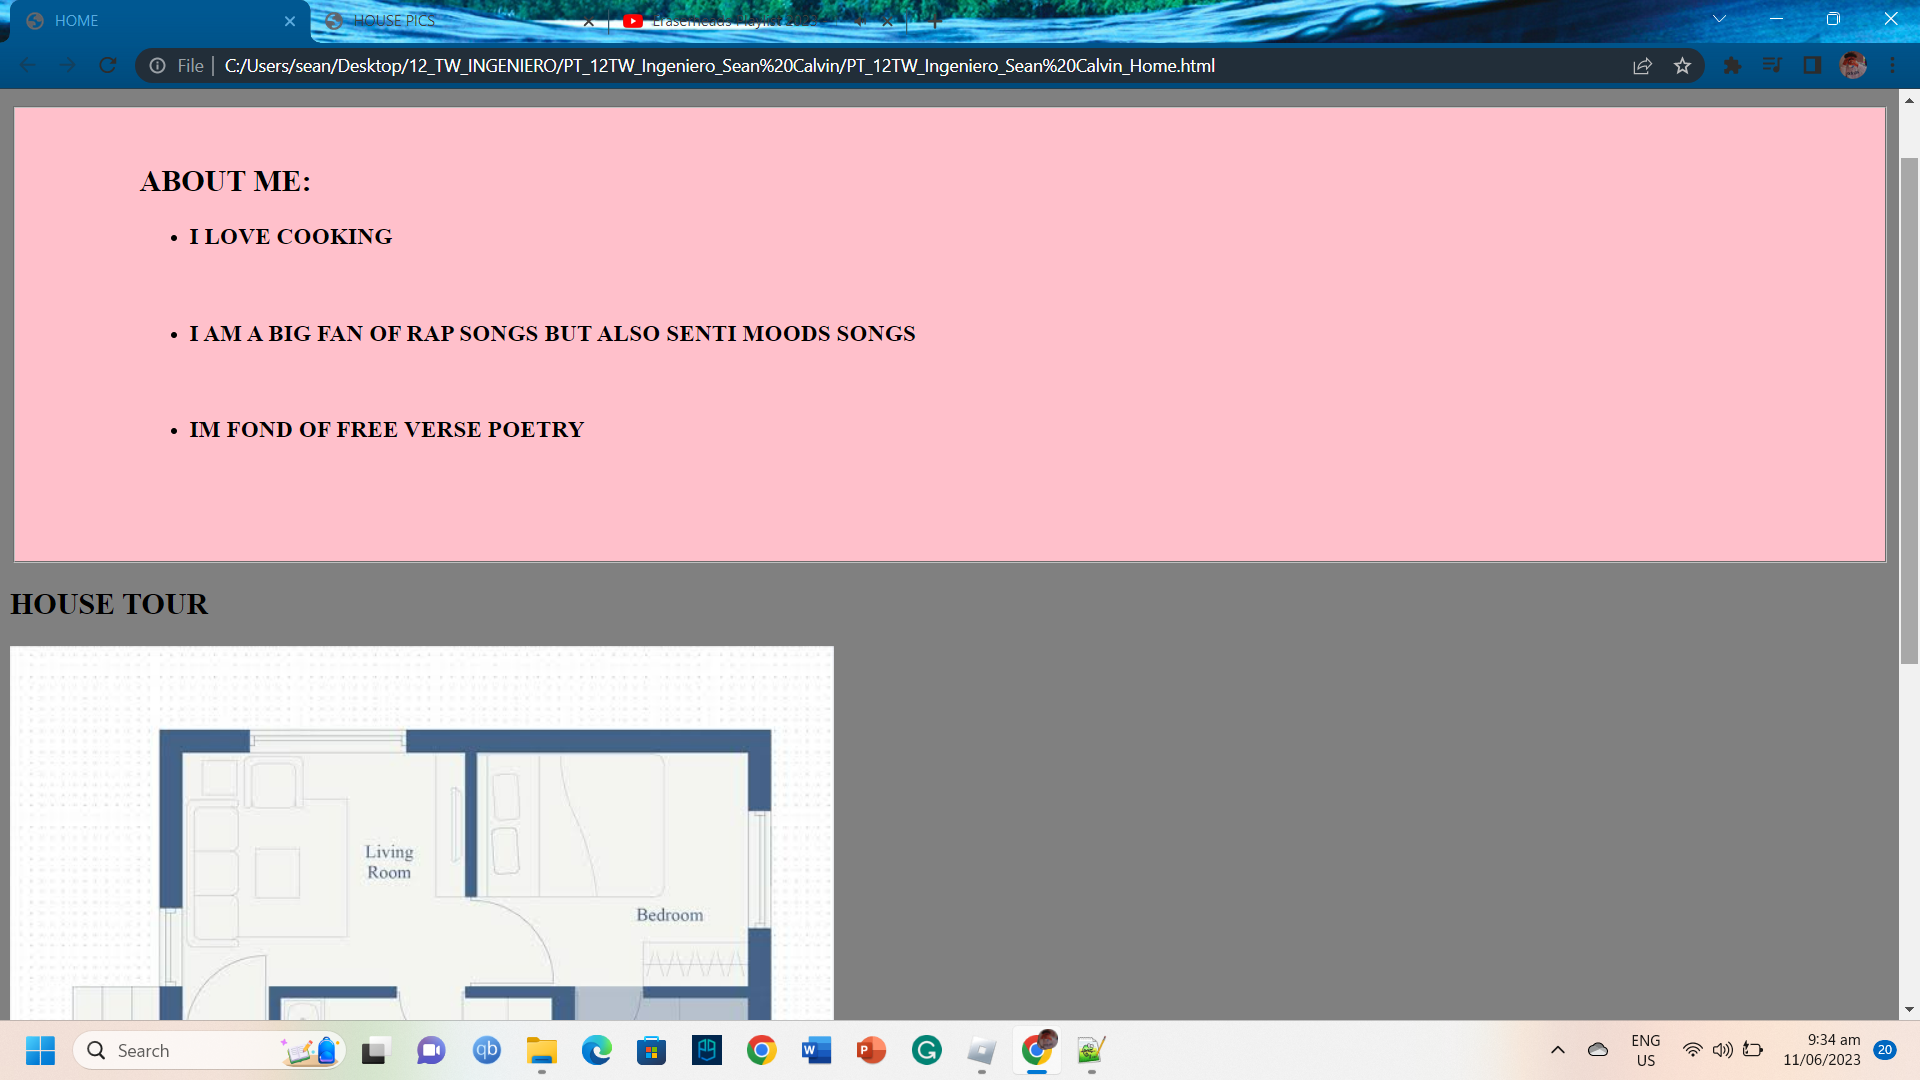 HOME
HOUSE PICS
Eraserheads Playlist
File
C:/Users/sean/Desktop/12_TW_INGENIERO/PT_12TW_Ingeniero_Sean%20Calvin/PT_12TW_Ingeniero_Sean%20Calvin_Home.html
ABOUT ME:
I LOVE COOKING
I AM A BIG FAN OF RAP SONGS BUT ALSO SENTI MOODS SONGS
IM FOND OF FREE VERSE POETRY
HOUSE TOUR
Living
Room
Bedroom
Search
qb
W
P
G
ENG
US
9:34 am
11/06/2023
20